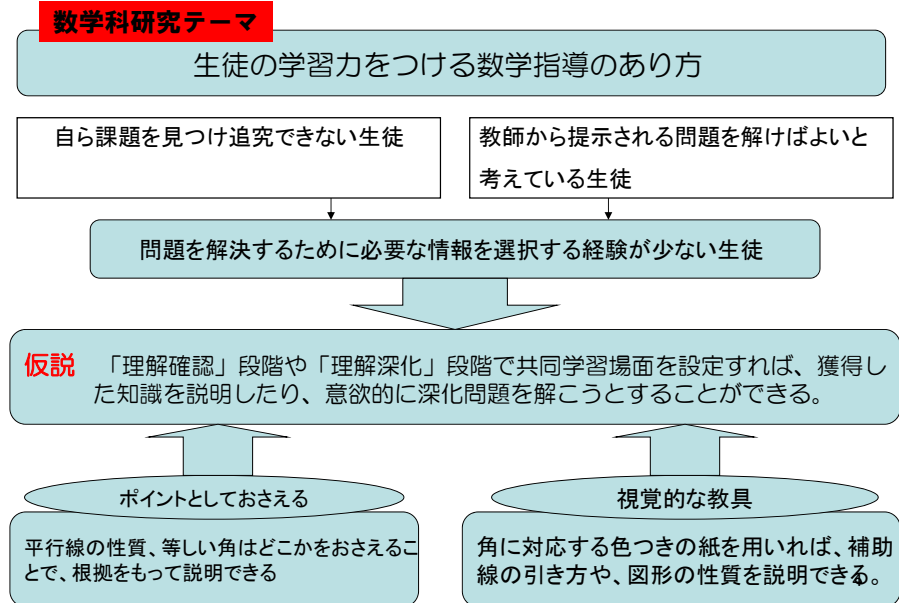 数学科研究テーマ
生徒の学習力をつける数学指導のあり方
自ら課題を見つけ追究できない生徒
教師から提示される問題を解けばよいと
考えている生徒
問題を解決するために必要な情報を選択する経験が少ない生徒
仮説 「理解確認」段階や「理解深化」段階で共同学習場面を設定すれば、獲得し
た知識を説明したり、意欲的に深化問題を解こうとすることができる。
ポイントとしておさえる
平行線の性質、等しい角はどこかをおさえるこ
とで、根拠をもって説明できる
視覚的な教具
角に対応する色つきの紙を用いれば、補助
線の引き方や、図形の性質を説明できる。
4